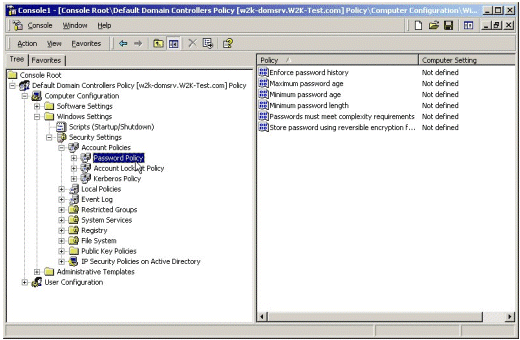 Console1 - [Console Root\Default Domain Controllers Policy [w2k-domsrv.W2K-Test.com] Policy\Computer Configuration\Wi...
Console Window Help
Action View Favorites
Tree Favorites
Console Root
Default Domain Controllers Policy [w2k-domsrv.W2K-Test.com] Policy
Computer Configuration
Software Settings
Windows Settings
Scripts (Startup/Shutdown)
Security Settings
Account Policies
Password Policy
Account Lockout Policy
Kerberos Policy
Local Policies
Event Log
Restricted Groups
System Services
Registry
File System
Public Key Policies
IP Security Policies on Active Directory
Administrative Templates
User Configuration
Policy Computer Setting
Enforce password history Not defined
Maximum password age Not defined
Minimum password age Not defined
Minimum password length Not defined
Passwords must meet complexity requirements Not defined
Store password using reversible encryption f... Not defined